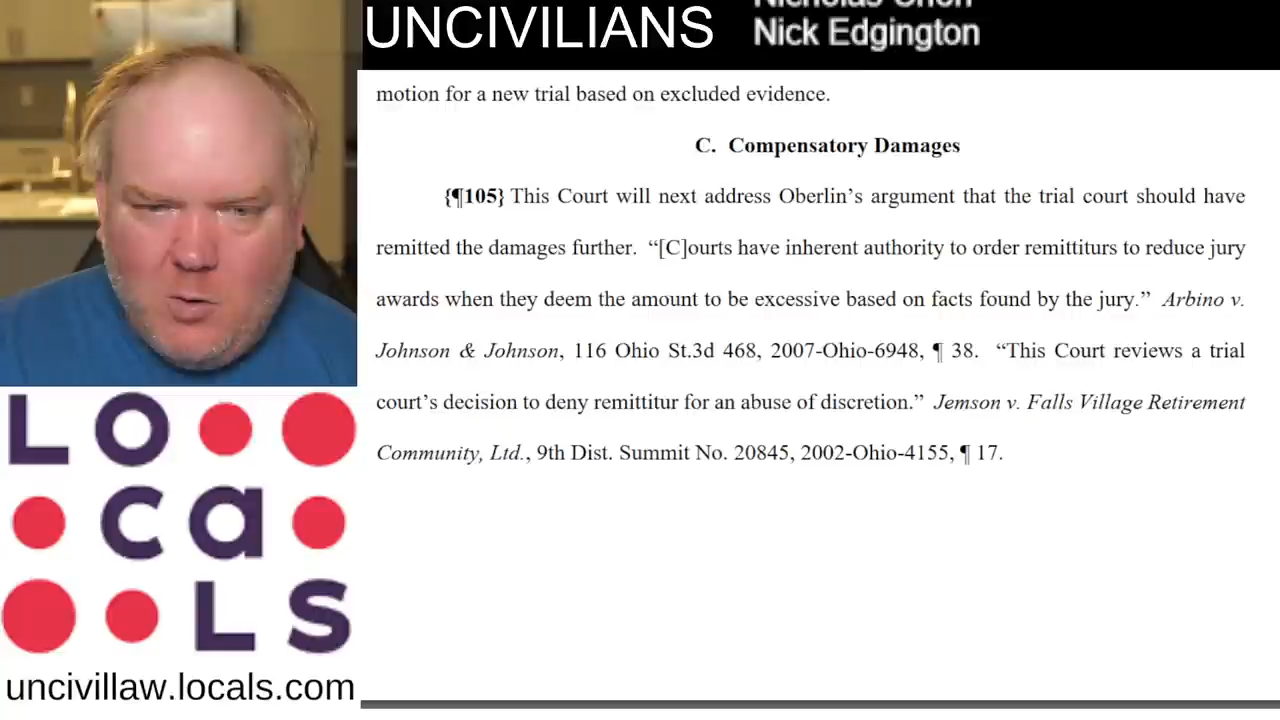 UNCIVILIANS
Nick Edgington
motion for a new trial based on excluded evidence.
C. Compensatory Damages
{¶105} This Court will next address Oberlin’s argument that the trial court should have
remitted the damages further. “[C]ourts have inherent authority to order remittiturs to reduce jury
awards when they deem the amount to be excessive based on facts found by the jury.” Arbino v.
Johnson & Johnson, 116 Ohio St.3d 468, 2007-Ohio-6948, ¶ 38. “This Court reviews a trial
court’s decision to deny remittitur for an abuse of discretion.” Jemson v. Falls Village Retirement
Community, Ltd., 9th Dist. Summit No. 20845, 2002-Ohio-4155, ¶ 17.
LO
ca
LS
uncivillaw.locals.com